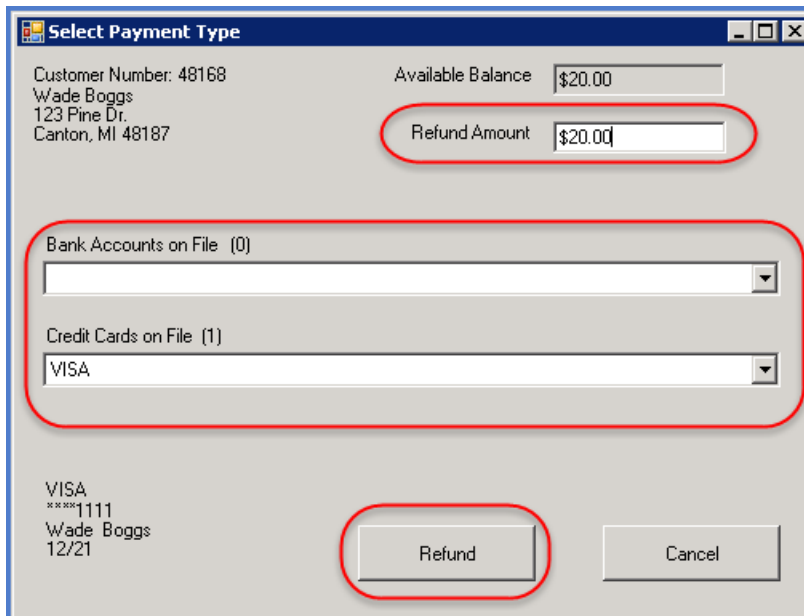 Select Payment Type
Customer Number: 48168
Wade Boggs
123 Pine Dr.
Canton, MI 48187
Available Balance $20.00
Refund Amount $20.00
Bank Accounts on File (0)
Credit Cards on File (1)
VISA
VISA
****1111
Wade Boggs
12/21
Refund
Cancel